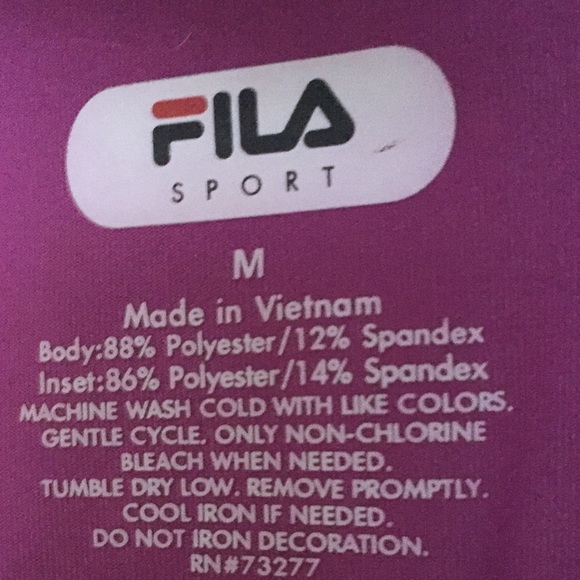 FILA
SPORT
M
Made in Vietnam
Body:88% Polyester/12% Spandex
Inset:86% Polyester/14% Spandex
MACHINE WASH COLD WITH LIKE COLORS.
GENTLE CYCLE. ONLY NON-CHLORINE
BLEACH WHEN NEEDED.
TUMBLE DRY LOW. REMOVE PROMPTLY.
COOL IRON IF NEEDED.
DO NOT IRON DECORATION.
RN#73277